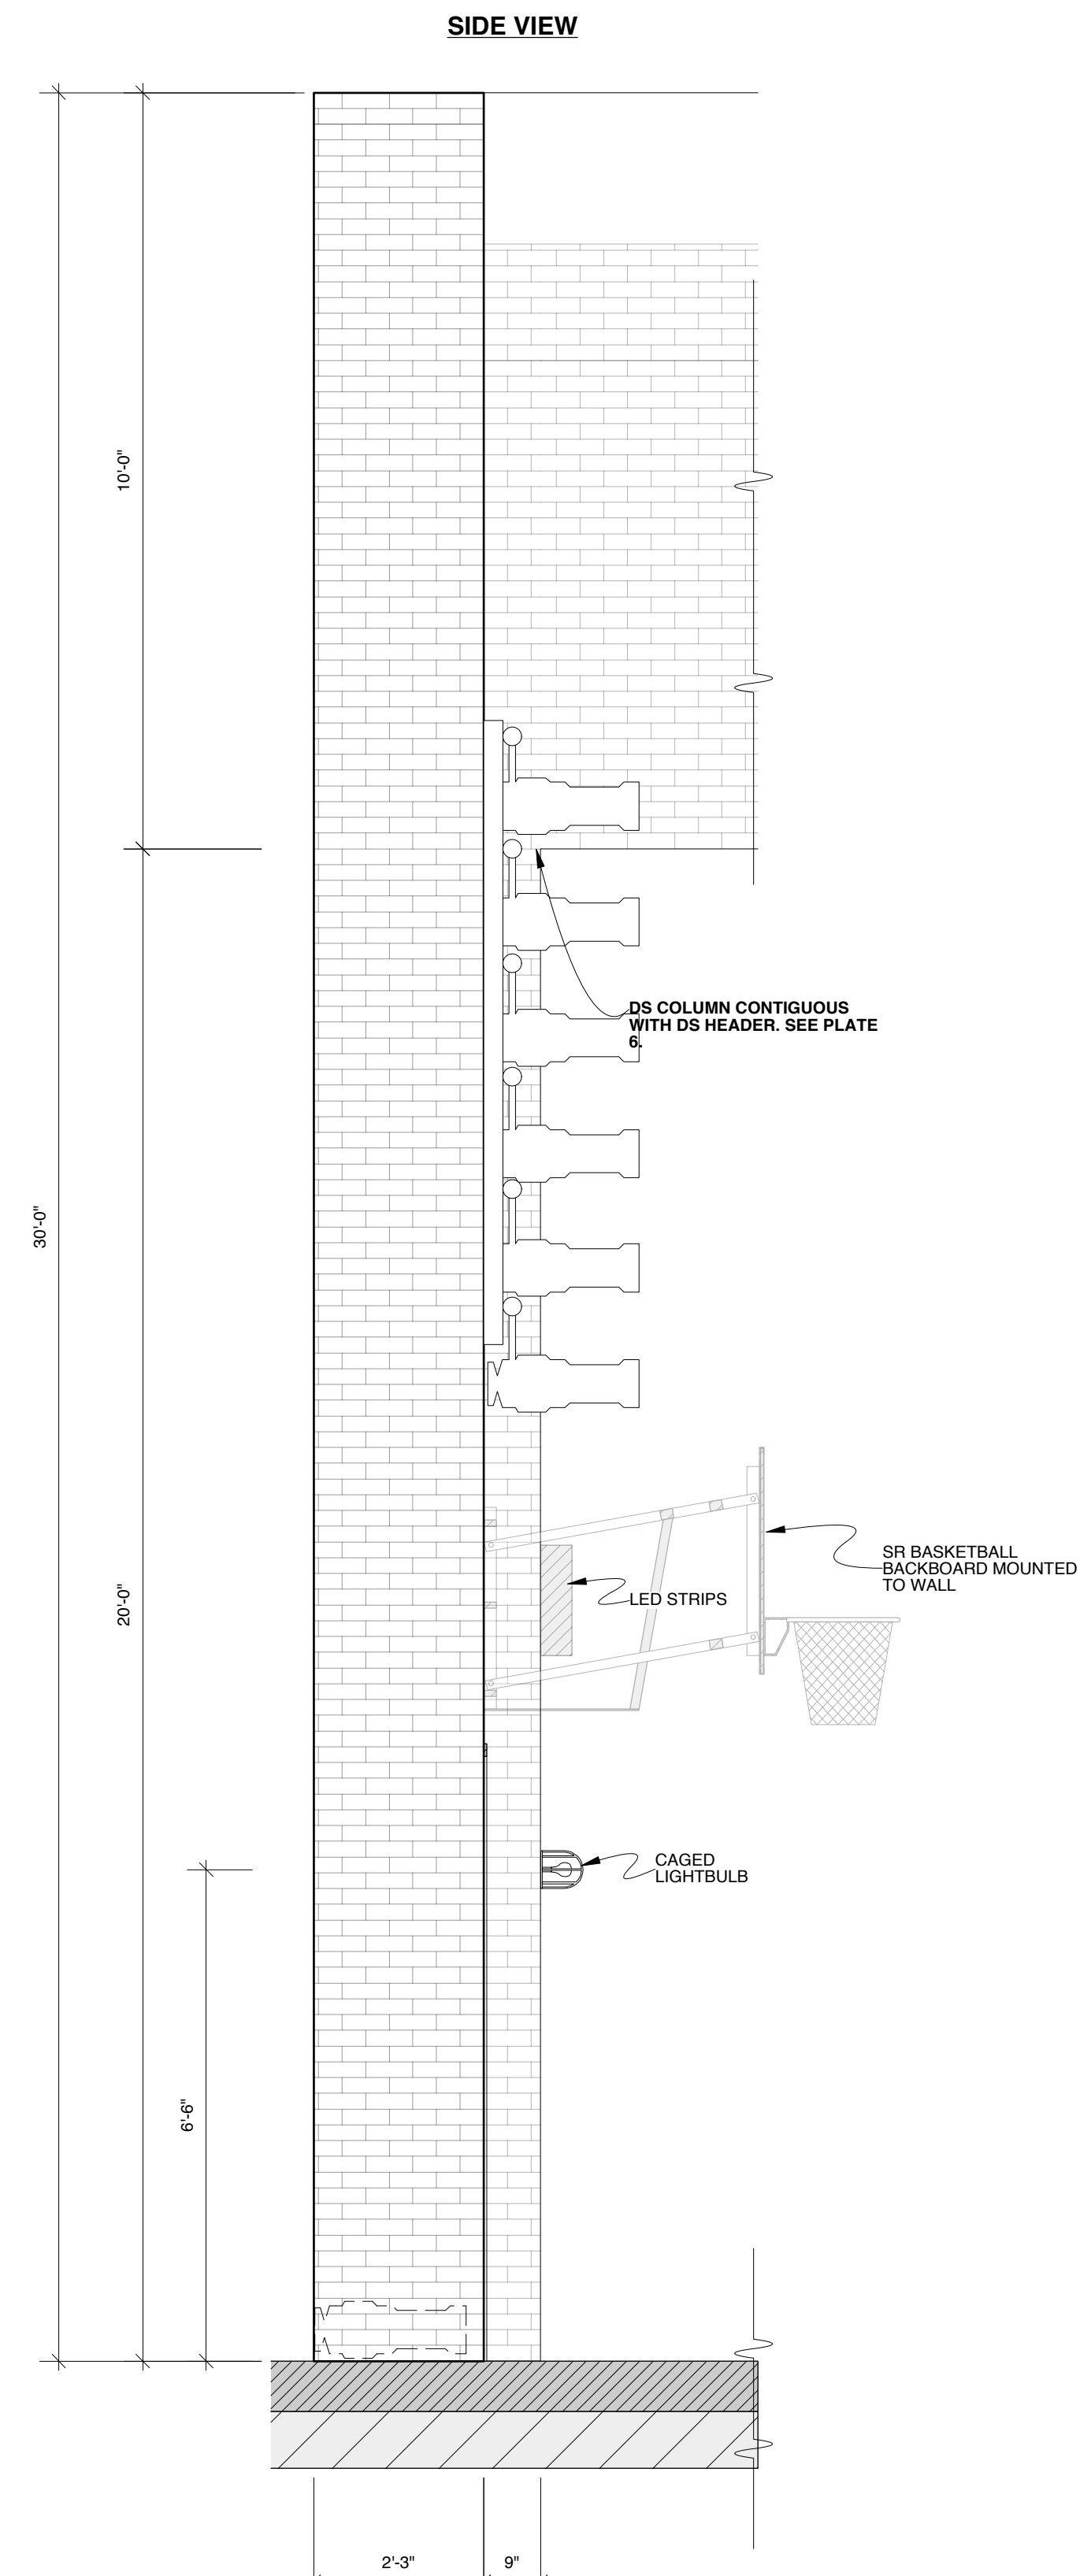 SIDE VIEW
10'-0"
DS COLUMN CONTIGUOUS
WITH DS HEADER. SEE PLATE
6.
30'-0"
SR BASKETBALL
BACKBOARD MOUNTED
TO WALL
LED STRIPS
20'-0"
CAGED
LIGHTBULB
6'-6"
2'-3"
9"